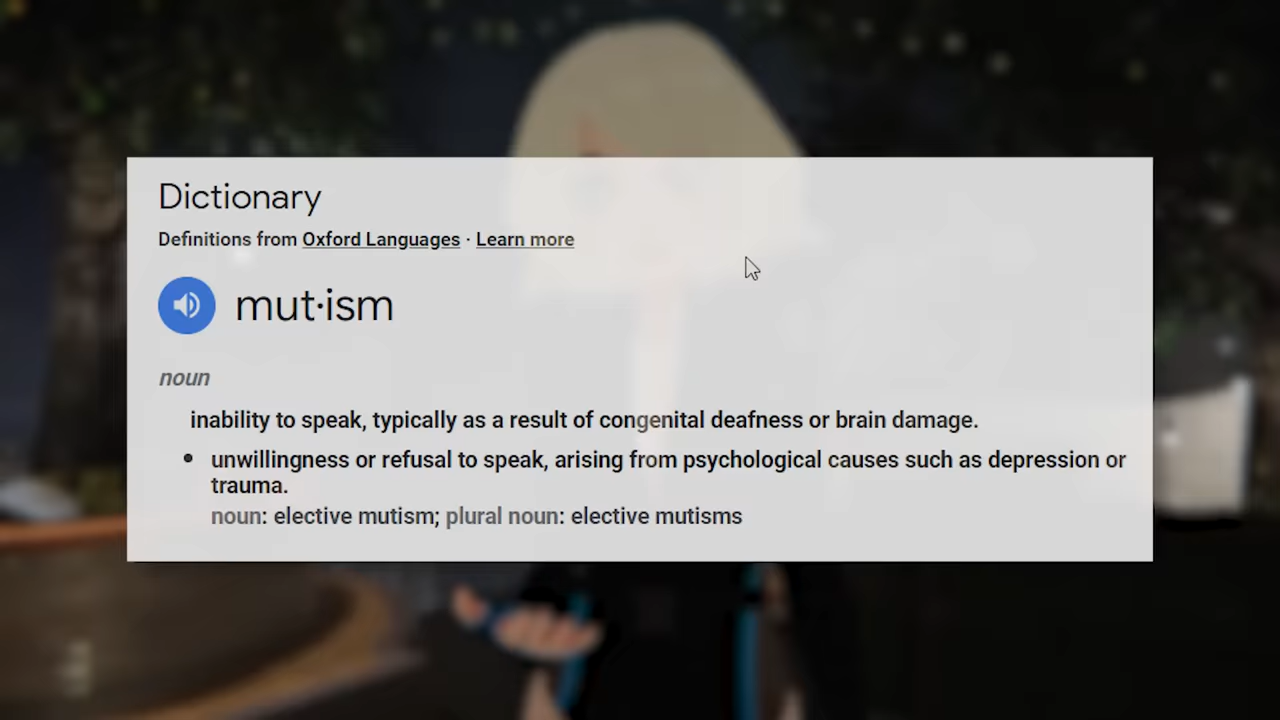 Dictionary
Definitions from Oxford Languages · Learn more
mut·ism
noun
inability to speak, typically as a result of congenital deafness or brain damage.
• unwillingness or refusal to speak, arising from psychological causes such as depression or
trauma.
noun: elective mutism; plural noun: elective mutisms